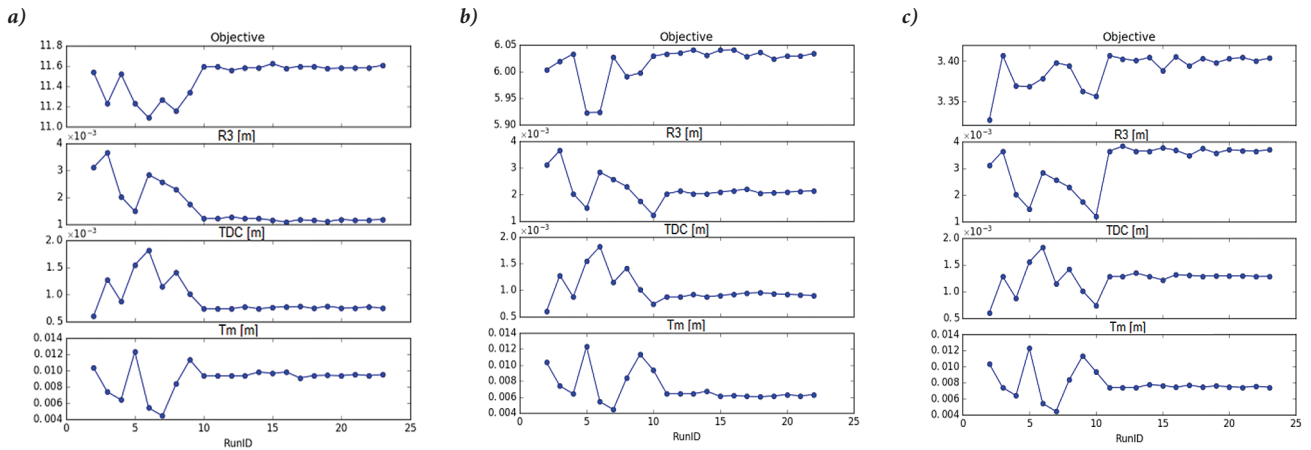 a)
Objective
11.8
11.6
11.4
11.2
11.0
×10⁻³
R3 [m]
4
3
2
1
×10⁻³
TDC [m]
2.0
1.5
1.0
0.5
Tm [m]
0.014
0.012
0.010
0.008
0.006
0.004
0 5 10 15 20 25
RunID
b)
Objective
6.05
6.00
5.95
5.90
×10⁻³
R3 [m]
4
3
2
1
×10⁻³
TDC [m]
2.0
1.5
1.0
0.5
Tm [m]
0.014
0.012
0.010
0.008
0.006
0.004
0 5 10 15 20 25
RunID
c)
Objective
3.40
3.35
0 5 10 15 20 25
×10⁻³
R3 [m]
4
3
2
1
×10⁻³
TDC [m]
2.0
1.5
1.0
0.5
Tm [m]
0.014
0.012
0.010
0.008
0.006
0.004
0 5 10 15 20 25
RunID